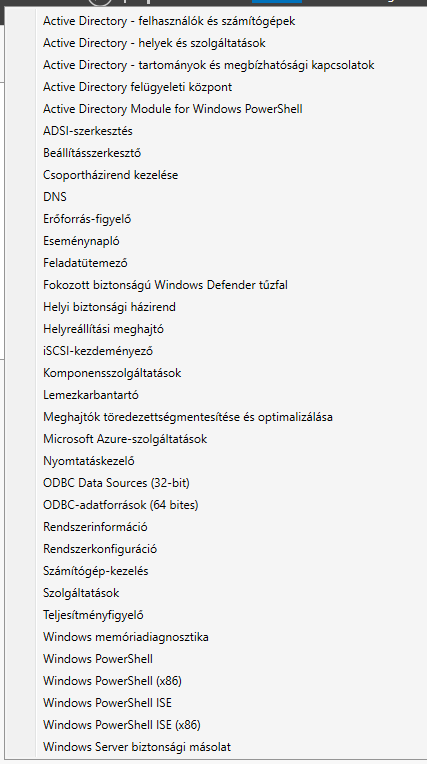 Active Directory - felhasználók és számítógépek
Active Directory - helyek és szolgáltatások
Active Directory - tartományok és megbízhatósági kapcsolatok
Active Directory felügyeleti központ
Active Directory Module for Windows PowerShell
ADSI-szerkesztés
Beállításszerkesztő
Csoportházirend kezelése
DNS
Erőforrás-figyelő
Eseménynapló
Feladatütemező
Fokozott biztonságú Windows Defender tűzfal
Helyi biztonsági házirend
Helyreállítási meghajtó
iSCSI-kezdeményező
Komponensszolgáltatások
Lemezkarbantartó
Meghajtók töredezettségmentesítése és optimalizálása
Microsoft Azure-szolgáltatások
Nyomtatáskezelő
ODBC Data Sources (32-bit)
ODBC-adatforrások (64 bites)
Rendszerinformáció
Rendszerkonfiguráció
Számítógép-kezelés
Szolgáltatások
Teljesítményfigyelő
Windows memóriadiagnosztika
Windows PowerShell
Windows PowerShell (x86)
Windows PowerShell ISE
Windows PowerShell ISE (x86)
Windows Server biztonsági másolat